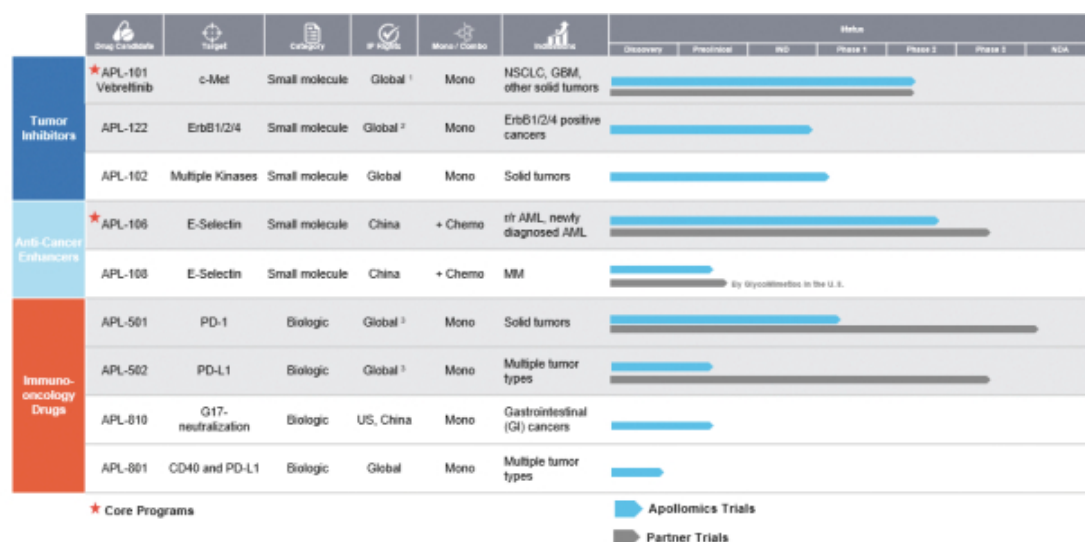 Drug Candidate Target Category IP Rights Mono / Combo Indications Status
Discovery Preclinical IND Phase 1 Phase 2 Phase 3 NDA
Tumor
Inhibitors
APL-101
Vebreltinib
c-Met Small molecule Global 1 Mono NSCLC, GBM,
other solid tumors
APL-122 ErbB1/2/4 Small molecule Global 2 Mono ErbB1/2/4 positive
cancers
APL-102 Multiple Kinases Small molecule Global Mono Solid tumors
Anti-Cancer
Enhancers
APL-106 E-Selectin Small molecule China + Chemo r/r AML, newly
diagnosed AML
APL-108 E-Selectin Small molecule China + Chemo MM
By GlycoMimetics in the U.S.
Immuno-
oncology
Drugs
APL-501 PD-1 Biologic Global 3 Mono Solid tumors
APL-502 PD-L1 Biologic Global 3 Mono Multiple tumor
types
APL-810 G17-
neutralization
Biologic US, China Mono Gastrointestinal
(GI) cancers
APL-801 CD40 and PD-L1 Biologic Global Mono Multiple tumor
types
Core Programs
Apollomics Trials
Partner Trials